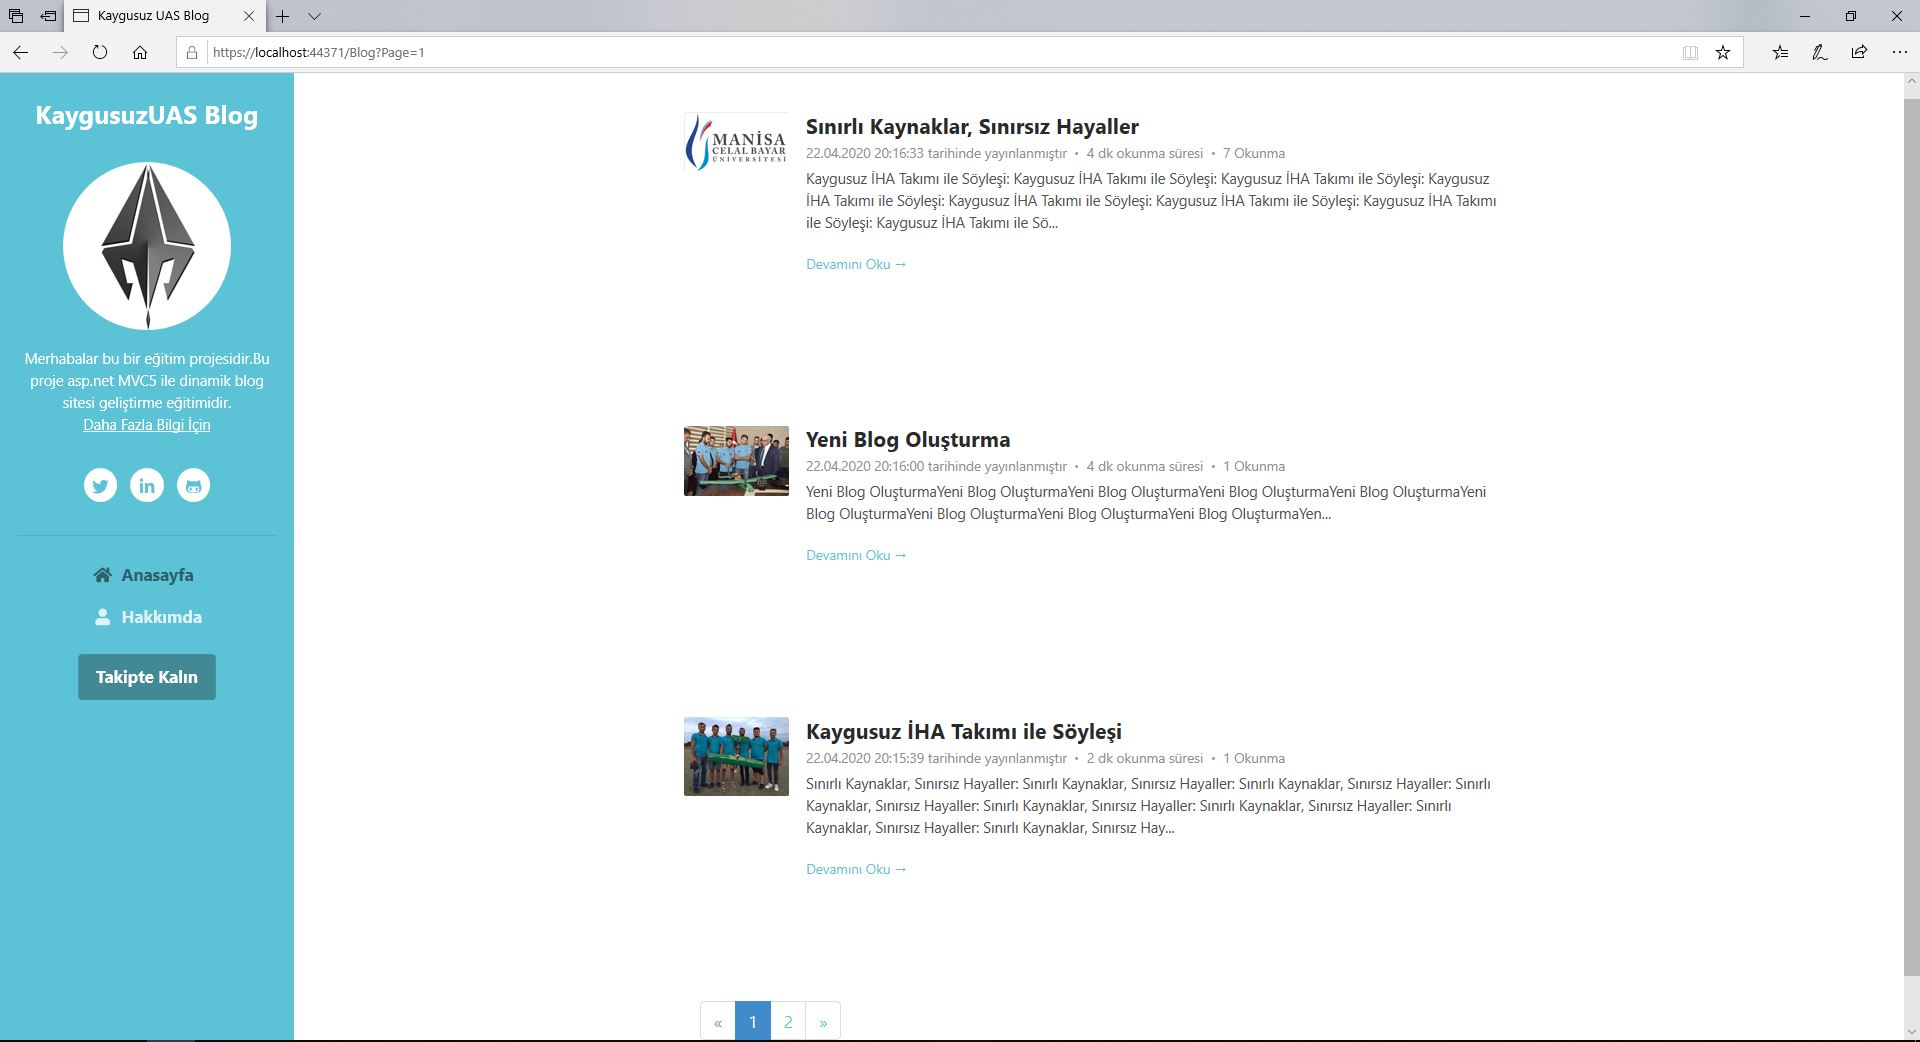 Kaygusuz UAS Blog
https://localhost:44371/Blog?Page=1
KaygusuzUAS Blog
Merhabalar bu bir eğitim projesidir.Bu
proje asp.net MVC5 ile dinamik blog
sitesi geliştirme eğitimidir.
Daha Fazla Bilgi İçin
in
Anasayfa
Hakkımda
Takipte Kalın
MANİSA
CELAL BAYAR
ÜNİVERSİTESİ
Sınırlı Kaynaklar, Sınırsız Hayaller
22.04.2020 20:16:33 tarihinde yayınlanmıştır • 4 dk okunma süresi • 7 Okunma
Kaygusuz İHA Takımı ile Söyleşi: Kaygusuz İHA Takımı ile Söyleşi: Kaygusuz İHA Takımı ile Söyleşi: Kaygusuz
İHA Takımı ile Söyleşi: Kaygusuz İHA Takımı ile Söyleşi: Kaygusuz İHA Takımı ile Söyleşi: Kaygusuz İHA Takımı
ile Söyleşi: Kaygusuz İHA Takımı ile Sö...
Devamını Oku →
Yeni Blog Oluşturma
22.04.2020 20:16:00 tarihinde yayınlanmıştır • 4 dk okunma süresi • 1 Okunma
Yeni Blog OluşturmaYeni Blog OluşturmaYeni Blog OluşturmaYeni Blog OluşturmaYeni Blog OluşturmaYeni
Blog OluşturmaYeni Blog OluşturmaYeni Blog OluşturmaYeni Blog OluşturmaYen...
Devamını Oku →
Kaygusuz İHA Takımı ile Söyleşi
22.04.2020 20:15:39 tarihinde yayınlanmıştır • 2 dk okunma süresi • 1 Okunma
Sınırlı Kaynaklar, Sınırsız Hayaller: Sınırlı Kaynaklar, Sınırsız Hayaller: Sınırlı Kaynaklar, Sınırsız Hayaller: Sınırlı
Kaynaklar, Sınırsız Hayaller: Sınırlı Kaynaklar, Sınırsız Hayaller: Sınırlı Kaynaklar, Sınırsız Hayaller: Sınırlı
Kaynaklar, Sınırsız Hayaller: Sınırlı Kaynaklar, Sınırsız Hay...
Devamını Oku →
« 1 2 »